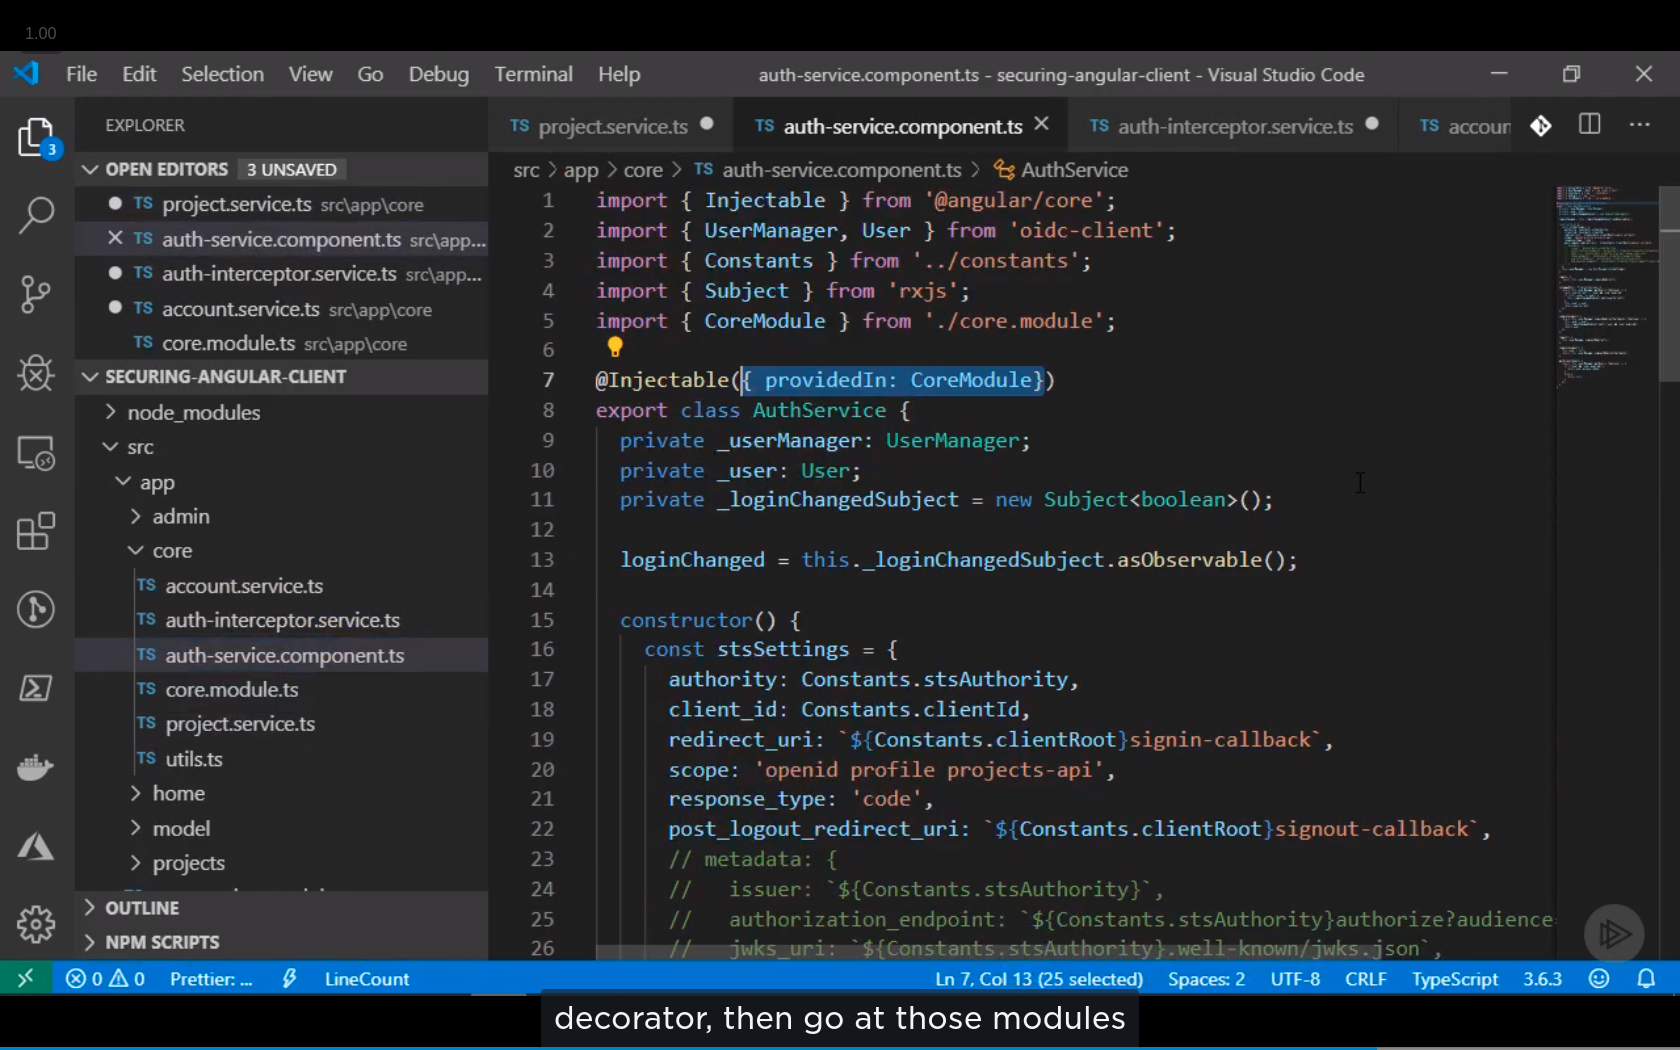 1.00
File Edit Selection View Go Debug Terminal Help auth-service.component.ts - securing-angular-client - Visual Studio Code
EXPLORER
3
OPEN EDITORS 3 UNSAVED
TS project.service.ts src\app\core
TS auth-service.component.ts src\app...
TS auth-interceptor.service.ts src\app...
TS account.service.ts src\app\core
TS core.module.ts src\app\core
SECURING-ANGULAR-CLIENT
node_modules
src
app
admin
core
TS account.service.ts
TS auth-interceptor.service.ts
TS auth-service.component.ts
TS core.module.ts
TS project.service.ts
TS utils.ts
home
model
projects
OUTLINE
NPM SCRIPTS
TS project.service.ts TS auth-service.component.ts TS auth-interceptor.service.ts TS accoun
src > app > core > TS auth-service.component.ts > AuthService
1 import { Injectable } from '@angular/core';
2 import { UserManager, User } from 'oidc-client';
3 import { Constants } from '../constants';
4 import { Subject } from 'rxjs';
5 import { CoreModule } from './core.module';
6
7 @Injectable({ providedIn: CoreModule})
8 export class AuthService {
9 private _userManager: UserManager;
10 private _user: User;
11 private _loginChangedSubject = new Subject<boolean>();
12
13 loginChanged = this._loginChangedSubject.asObservable();
14
15 constructor() {
16 const stsSettings = {
17 authority: Constants.stsAuthority,
18 client_id: Constants.clientId,
19 redirect_uri: `${Constants.clientRoot}signin-callback`,
20 scope: 'openid profile projects-api',
21 response_type: 'code',
22 post_logout_redirect_uri: `${Constants.clientRoot}signout-callback`,
23 // metadata: {
24 // issuer: `${Constants.stsAuthority}`,
25 // authorization_endpoint: `${Constants.stsAuthority}authorize?audience=
26 // jwks_uri: `${Constants.stsAuthority}.well-known/jwks.json`,
0 0 Prettier: ... LineCount Ln 7, Col 13 (25 selected) Spaces: 2 UTF-8 CRLF TypeScript 3.6.3
decorator, then go at those modules